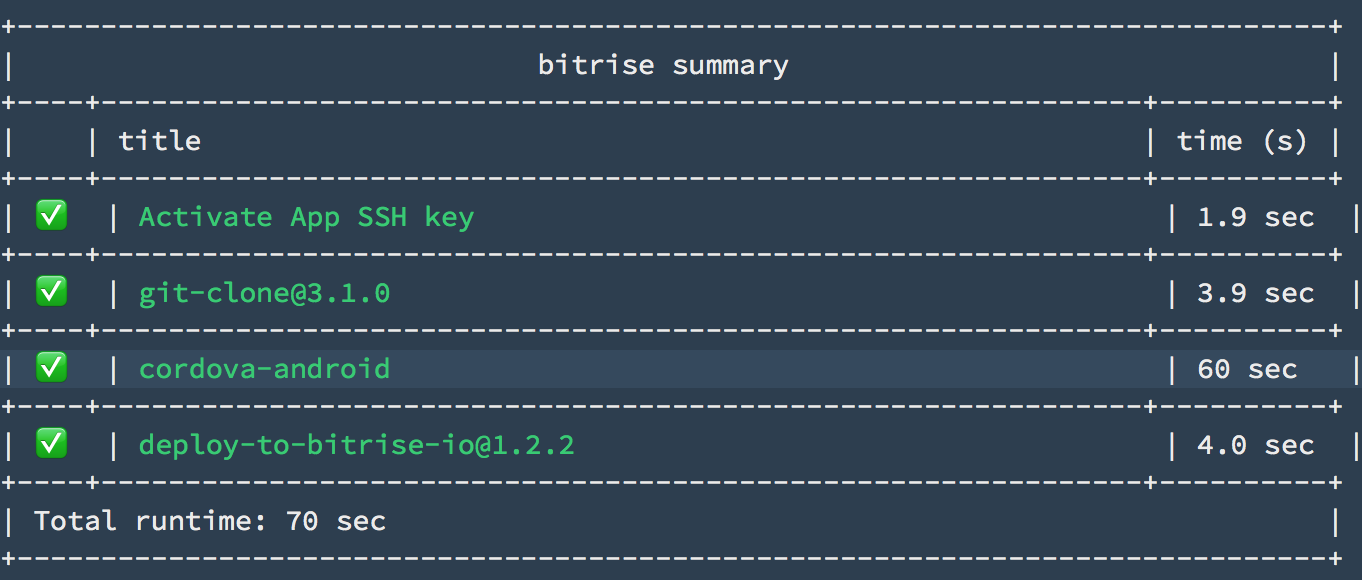 +------------------------------------------------------------------------------+
| bitrise summary |
+----+--------------------------------------------------------------+----------+
| | title | time (s) |
+----+--------------------------------------------------------------+----------+
| ✅ | Activate App SSH key | 1.9 sec |
+----+--------------------------------------------------------------+----------+
| ✅ | git-clone@3.1.0 | 3.9 sec |
+----+--------------------------------------------------------------+----------+
| ✅ | cordova-android | 60 sec |
+----+--------------------------------------------------------------+----------+
| ✅ | deploy-to-bitrise-io@1.2.2 | 4.0 sec |
+----+--------------------------------------------------------------+----------+
| Total runtime: 70 sec |
+------------------------------------------------------------------------------+